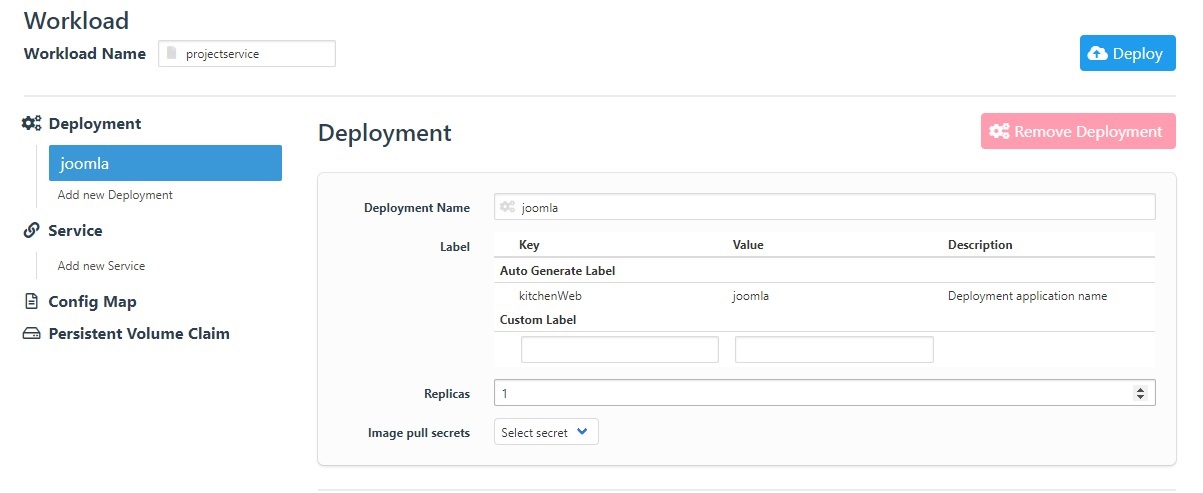 Workload
Workload Name projectservice
Deploy
Deployment
joomla
Add new Deployment
Service
Add new Service
Config Map
Persistent Volume Claim
Deployment
Remove Deployment
Deployment Name joomla
Label Key Value Description
Auto Generate Label
kitchenWeb joomla Deployment application name
Custom Label
Replicas 1
Image pull secrets Select secret